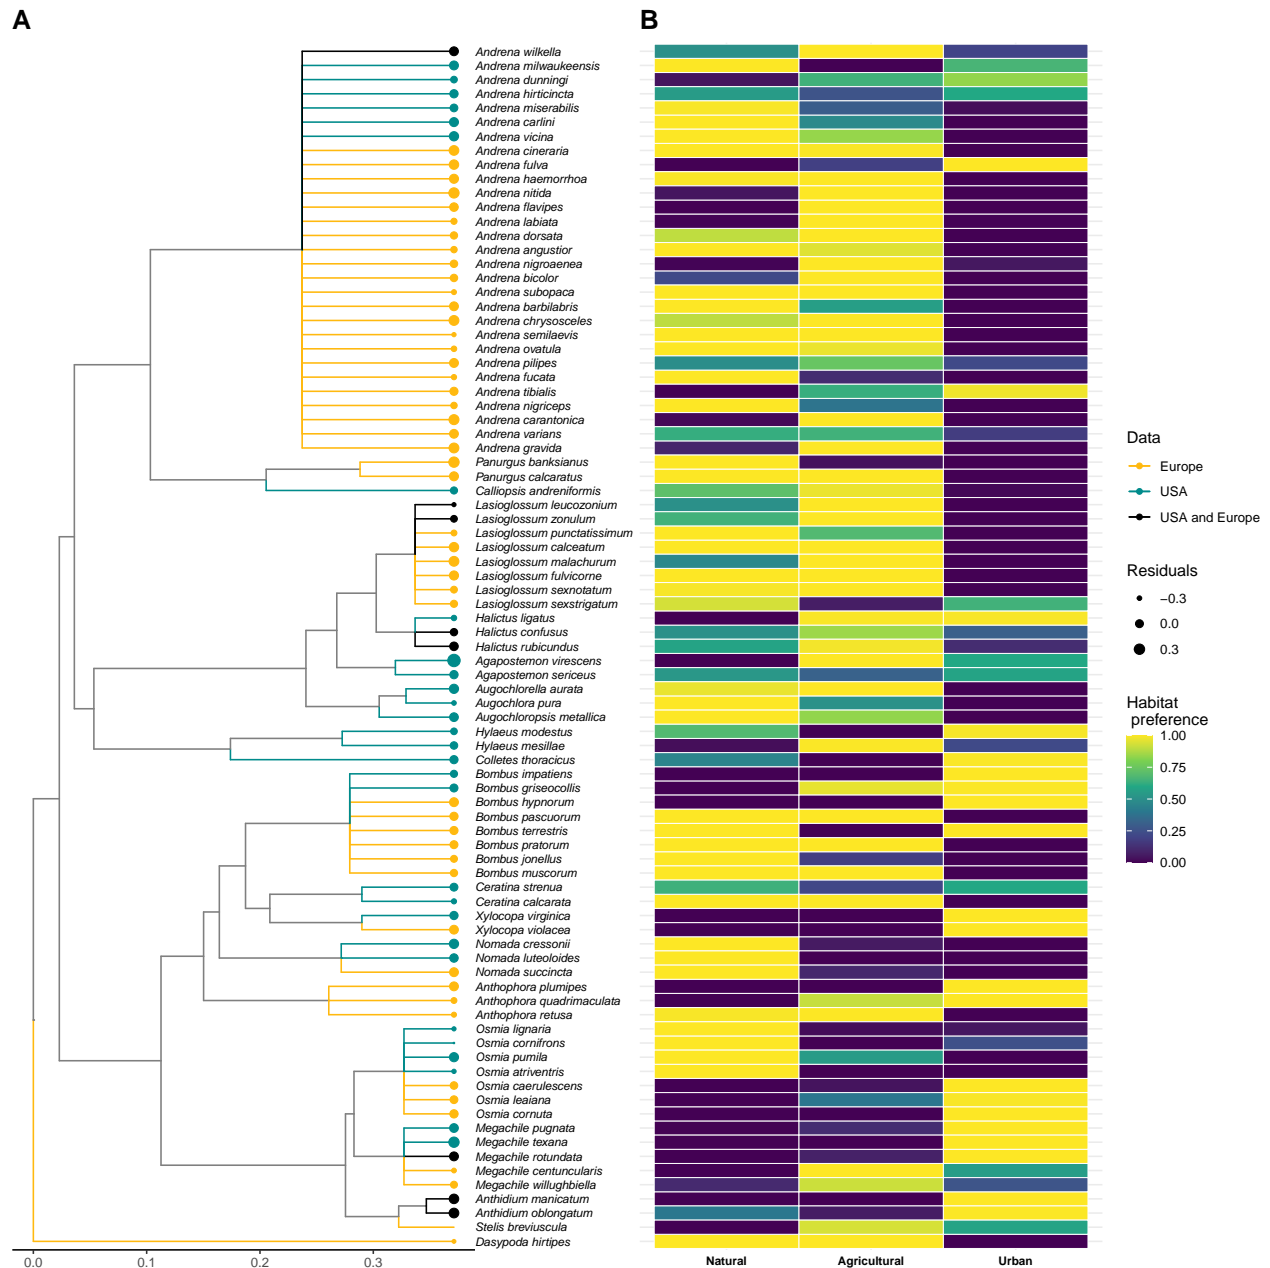 A
B
Andrena wilkella
Andrena milwaukeensis
Andrena dunningi
Andrena hirticincta
Andrena miserabilis
Andrena carlini
Andrena vicina
Andrena cineraria
Andrena fulva
Andrena haemorrhoa
Andrena nitida
Andrena flavipes
Andrena labiata
Andrena dorsata
Andrena angustior
Andrena nigroaenea
Andrena bicolor
Andrena subopaca
Andrena barbilabris
Andrena chrysosceles
Andrena semilaevis
Andrena ovatula
Andrena pilipes
Andrena fucata
Andrena tibialis
Andrena nigriceps
Andrena carantonica
Andrena varians
Andrena gravida
Panurgus banksianus
Panurgus calcaratus
Calliopsis andreniformis
Lasioglossum leucozonium
Lasioglossum zonulum
Lasioglossum punctatissimum
Lasioglossum calceatum
Lasioglossum malachurum
Lasioglossum fulvicorne
Lasioglossum sexnotatum
Lasioglossum sexstrigatum
Halictus ligatus
Halictus confusus
Halictus rubicundus
Agapostemon virescens
Agapostemon sericeus
Augochlorella aurata
Augochlora pura
Augochloropsis metallica
Hylaeus modestus
Hylaeus mesillae
Colletes thoracicus
Bombus impatiens
Bombus griseocollis
Bombus hypnorum
Bombus pascuorum
Bombus terrestris
Bombus pratorum
Bombus jonellus
Bombus muscorum
Ceratina strenua
Ceratina calcarata
Xylocopa virginica
Xylocopa violacea
Nomada cressonii
Nomada luteoloides
Nomada succincta
Anthophora plumipes
Anthophora quadrimaculata
Anthophora retusa
Osmia lignaria
Osmia cornifrons
Osmia pumila
Osmia atriventris
Osmia caerulescens
Osmia leaiana
Osmia cornuta
Megachile pugnata
Megachile texana
Megachile rotundata
Megachile centuncularis
Megachile willughbiella
Anthidium manicatum
Anthidium oblongatum
Stelis breviuscula
Dasypoda hirtipes
0.0 0.1 0.2 0.3
Natural Agricultural Urban
Data
Europe
USA
USA and Europe
Residuals
−0.3
0.0
0.3
Habitat
preference
1.00
0.75
0.50
0.25
0.00